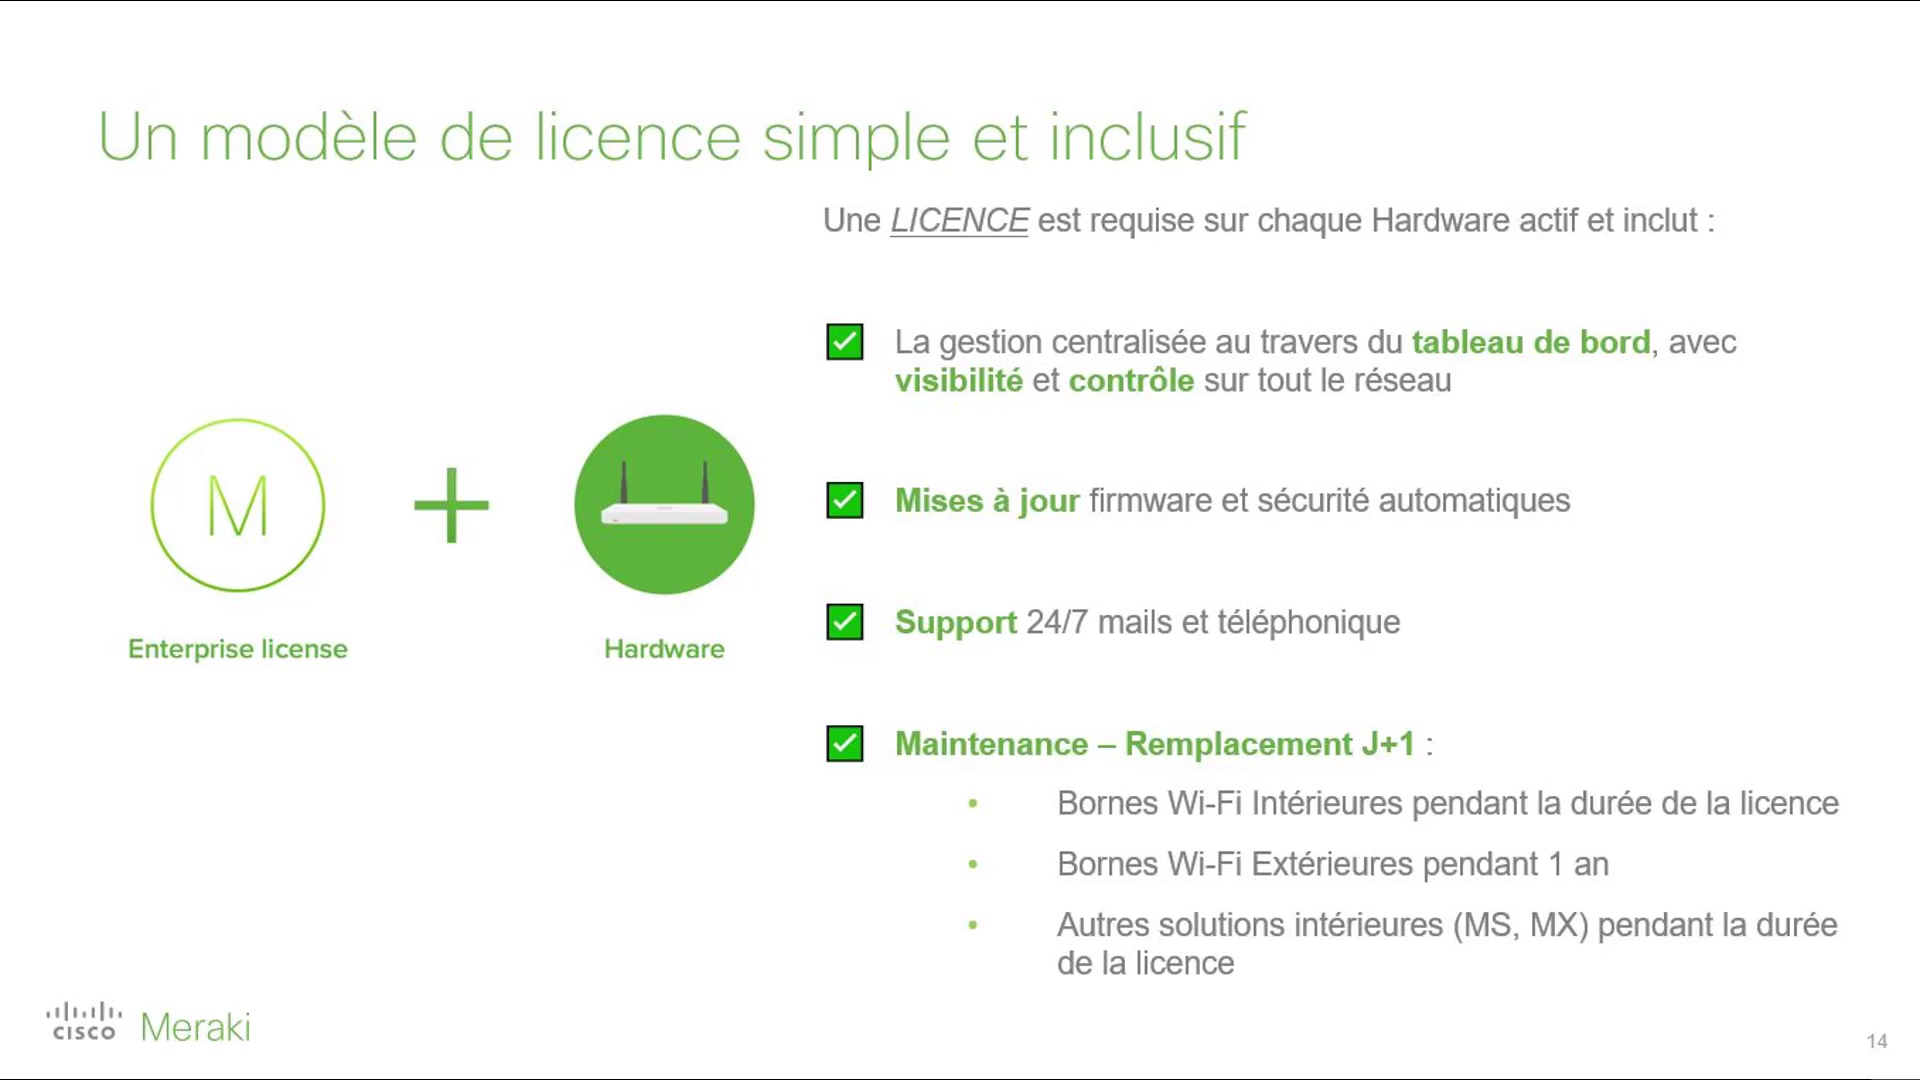 Un modèle de licence simple et inclusif
Une LICENCE est requise sur chaque Hardware actif et inclut :
La gestion centralisée au travers du tableau de bord, avec
visibilité et contrôle sur tout le réseau
Mises à jour firmware et sécurité automatiques
Support 24/7 mails et téléphonique
Maintenance – Remplacement J+1 :
• Bornes Wi-Fi Intérieures pendant la durée de la licence
• Bornes Wi-Fi Extérieures pendant 1 an
• Autres solutions intérieures (MS, MX) pendant la durée
de la licence
M
+
Enterprise license
Hardware
CISCO Meraki
14